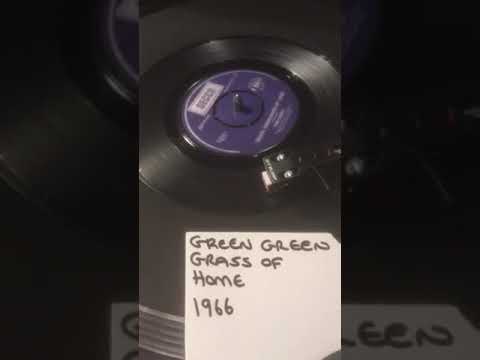 DECCA
GREEN GREEN
GRASS OF
HOME
1966